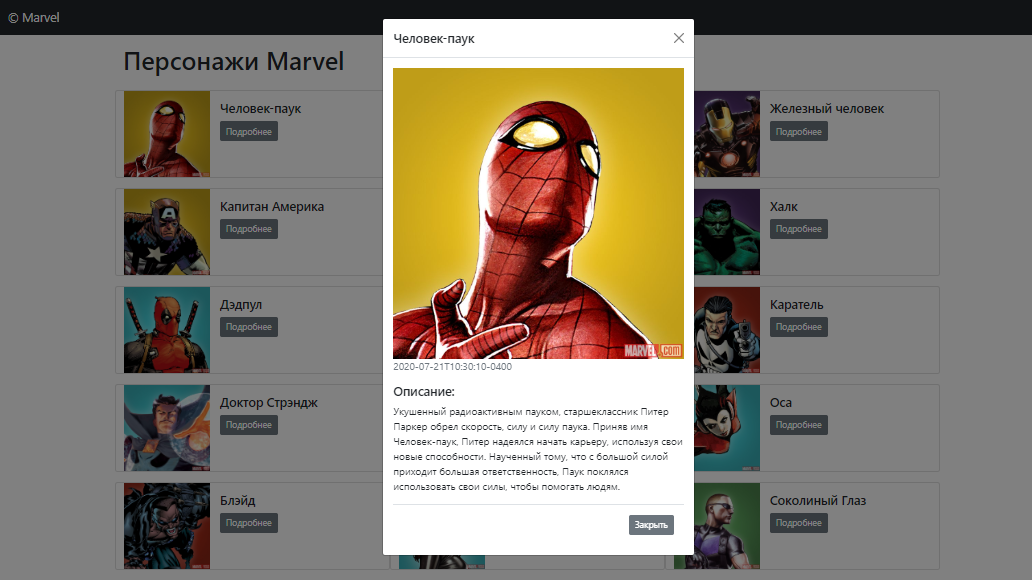 © Marvel
Персонажи Marvel
Человек-паук
Подробнее
Железный человек
Подробнее
Капитан Америка
Подробнее
Халк
Подробнее
Дэдпул
Подробнее
Каратель
Подробнее
Доктор Стрэндж
Подробнее
Оса
Подробнее
Блэйд
Подробнее
Соколиный Глаз
Подробнее
Человек-паук
MARVEL.com
2020-07-21T10:30:10-0400
Описание:
Укушенный радиоактивным пауком, старшеклассник Питер
Паркер обрел скорость, силу и силу паука. Приняв имя
Человек-паук, Питер надеялся начать карьеру, используя свои
новые способности. Наученный тому, что с большой силой
приходит большая ответственность, Паук поклялся
использовать свои силы, чтобы помогать людям.
Закрыть